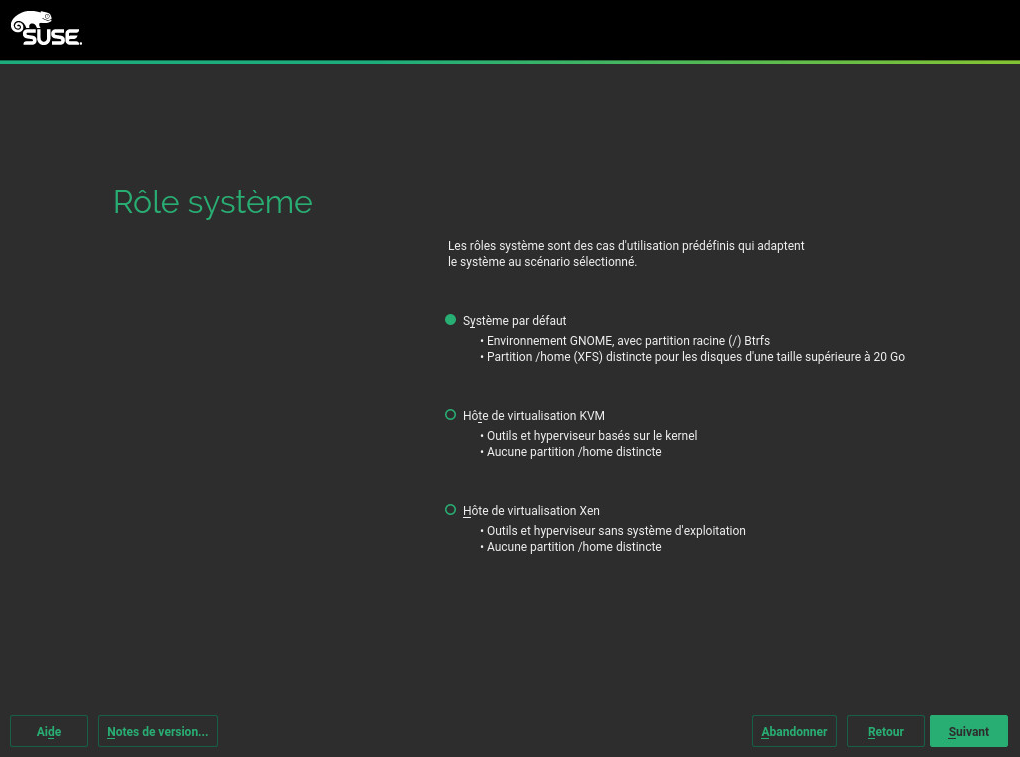 SUSE.
Rôle système
Les rôles système sont des cas d'utilisation prédéfinis qui adaptent
le système au scénario sélectionné.
Système par défaut
• Environnement GNOME, avec partition racine (/) Btrfs
• Partition /home (XFS) distincte pour les disques d'une taille supérieure à 20 Go
Hôte de virtualisation KVM
• Outils et hyperviseur basés sur le kernel
• Aucune partition /home distincte
Hôte de virtualisation Xen
• Outils et hyperviseur sans système d'exploitation
• Aucune partition /home distincte
Aide Notes de version... Abandonner Retour Suivant